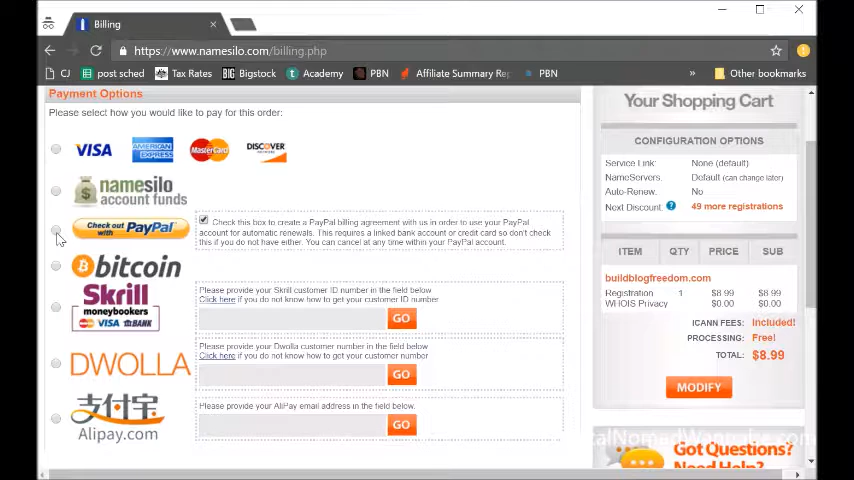 Billing
https://www.namesilo.com/billing.php
CJ
post sched
Tax Rates
BIG Bigstock
t Academy
PBN
Affiliate Summary Re
PBN
»
Other bookmarks
Payment Options
Please select how you would like to pay for this order:
VISA
AMERICAN EXPRESS
MasterCard
DISCOVER
namesilo
account funds
Check out with PayPal
Check this box to create a PayPal billing agreement with us in order to use your PayPal
account for automatic renewals. This requires a linked bank account or credit card so don't check
this if you do not have either. You can cancel at any time within your PayPal account.
bitcoin
Skrill
moneybookers
VISA BANK
Please provide your Skrill customer ID number in the field below
Click here if you do not know how to get your customer ID number
GO
DWOLLA
Please provide your Dwolla customer number in the field below
Click here if you do not know how to get your customer number
GO
支付宝
Alipay.com
Please provide your AliPay email address in the field below.
GO
Your Shopping Cart
CONFIGURATION OPTIONS
Service Link: None (default)
NameServers: Default (can change later)
Auto-Renew: No
Next Discount: ? 49 more registrations
ITEM QTY PRICE SUB
buildblogfreedom.com
Registration 1 $8.99 $8.99
WHOIS Privacy $0.00 $0.00
ICANN FEES: Included!
PROCESSING: Free!
TOTAL: $8.99
MODIFY
talNomadWannabe.com
Got Questions?
Need Help?